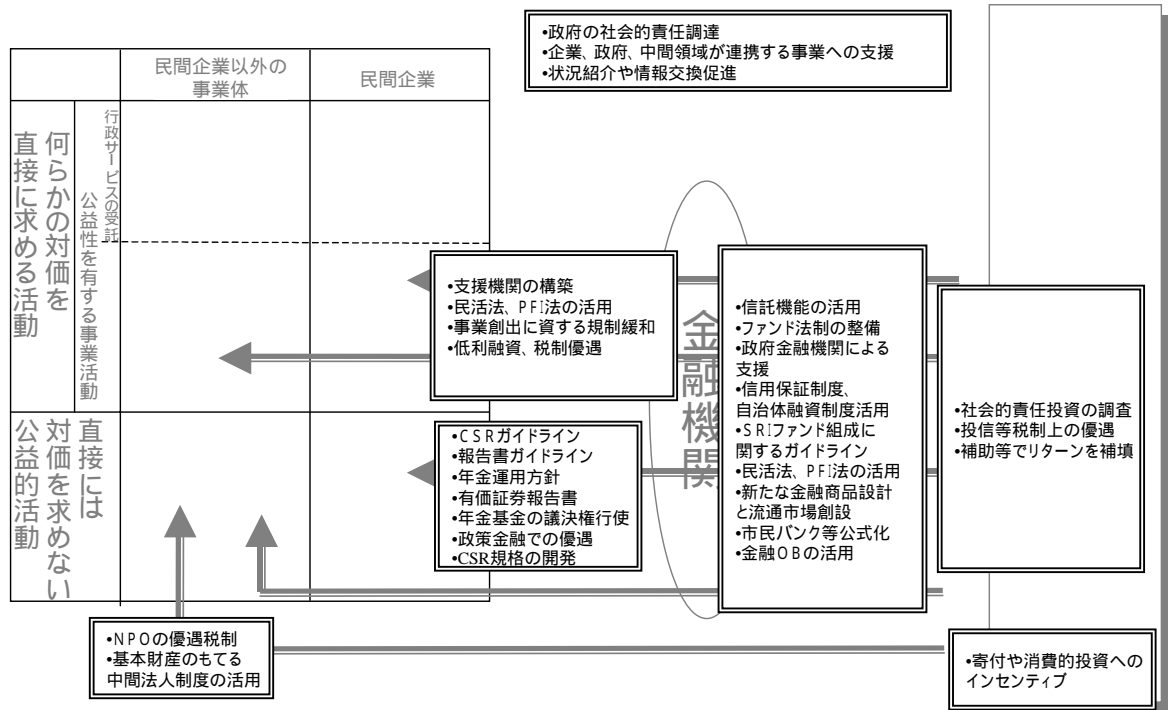 •政府の社会的責任調達
•企業、政府、中間領域が連携する事業への支援
•状況紹介や情報交換促進
民間企業以外の
事業体
民間企業
何らかの対価を
直接に求める活動
行政サービスの受託
公益性を有する事業活動
直接には
対価を求めない
公益的活動
•支援機関の構築
•民活法、PFI法の活用
•事業創出に資する規制緩和
•低利融資、税制優遇
•CSRガイドライン
•報告書ガイドライン
•年金運用方針
•有価証券報告書
•年金基金の議決権行使
•政策金融での優遇
•CSR規格の開発
金融機関
•信託機能の活用
•ファンド法制の整備
•政府金融機関による
支援
•信用保証制度、
自治体融資制度活用
•SRIファンド組成に
関するガイドライン
•民活法、PFI法の活用
•新たな金融商品設計
と流通市場創設
•市民バンク等公式化
•金融OBの活用
•社会的責任投資の調査
•投信等税制上の優遇
•補助等でリターンを補填
•NPOの優遇税制
•基本財産のもてる
中間法人制度の活用
•寄付や消費的投資への
インセンティブ